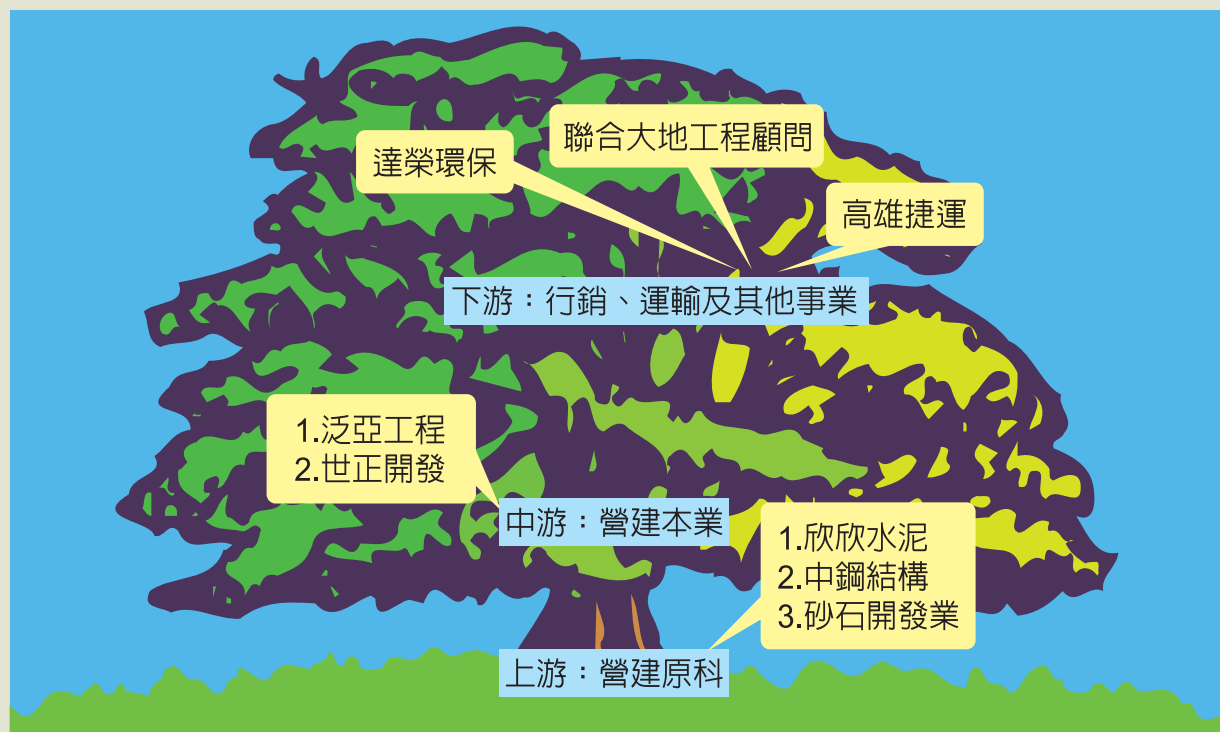 聯合大地工程顧問
達榮環保
高雄捷運
下游：行銷、運輸及其他事業
1.泛亞工程
2.世正開發
中游：營建本業
1.欣欣水泥
2.中鋼結構
3.砂石開發業
上游：營建原科